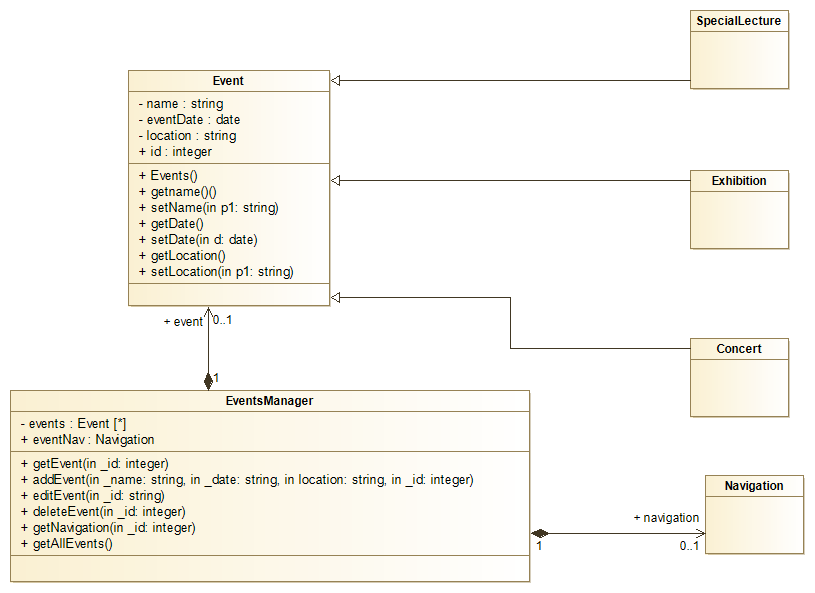 SpecialLecture
Event
- name : string
- eventDate : date
- location : string
+ id : integer
+ Events()
+ getname()()
+ setName(in p1: string)
+ getDate()
+ setDate(in d: date)
+ getLocation()
+ setLocation(in p1: string)
Exhibition
+ event
0..1
Concert
1
EventsManager
- events : Event [*]
+ eventNav : Navigation
+ getEvent(in _id: integer)
+ addEvent(in _name: string, in _date: string, in location: string, in _id: integer)
+ editEvent(in _id: string)
+ deleteEvent(in _id: integer)
+ getNavigation(in _id: integer)
+ getAllEvents()
Navigation
+ navigation
1
0..1